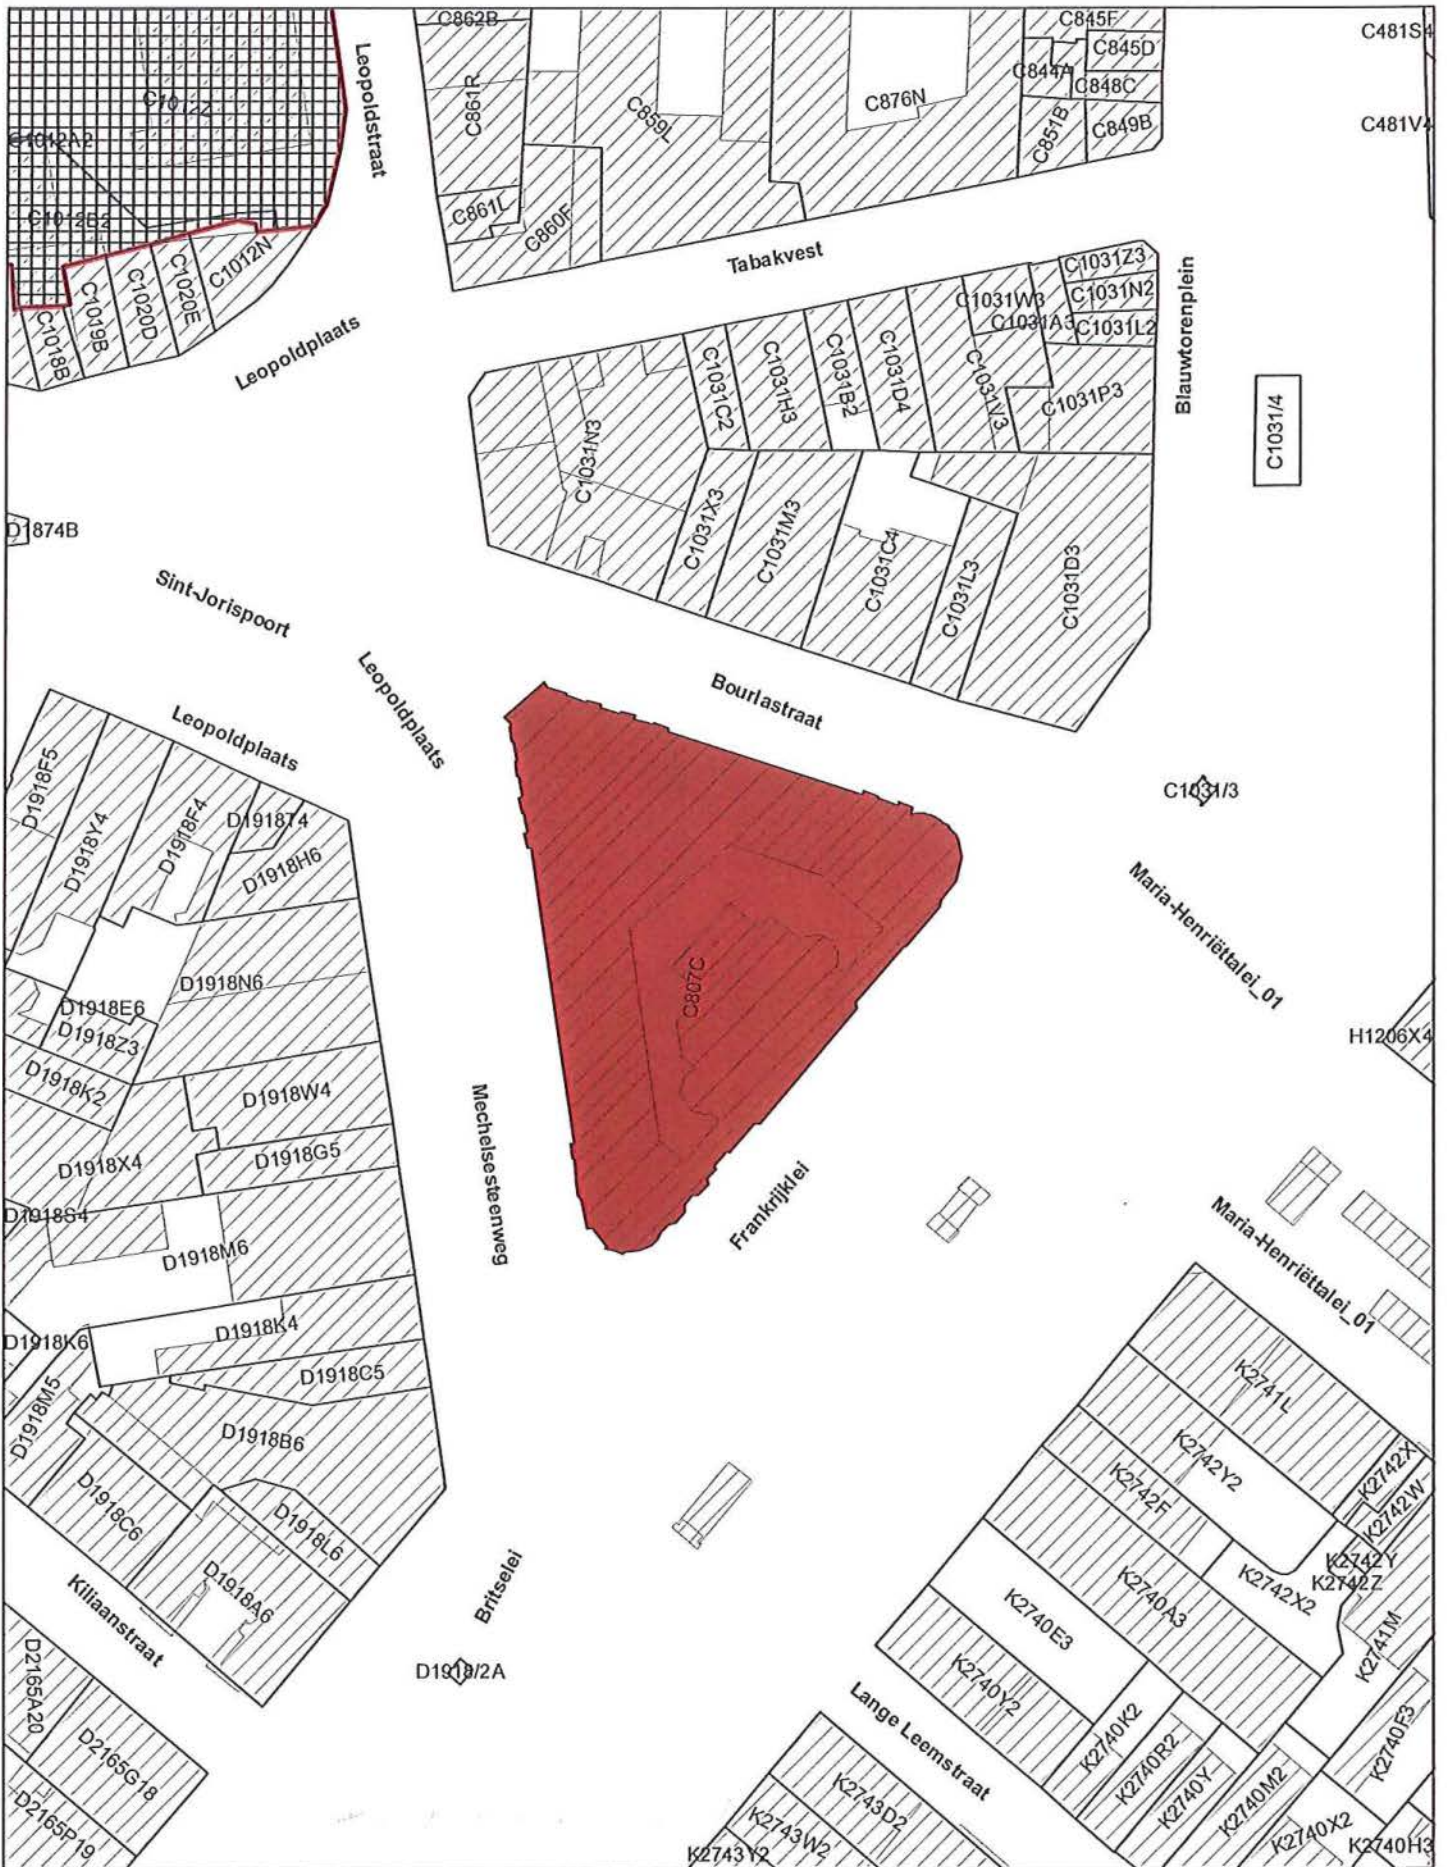 C862B
C845F
C481S4
C845D
C844A
C848C
C876N
C861R
C859L
C851B
C849B
C481V4
Leopoldstraat
C1012A2
C1012D2
C861L
C860F
Tabakvest
C1012N
C1020E
C1020D
C1019B
C1018B
Leopoldplaats
C1031Z3
C1031N2
C1031W3
C1031A3
C1031L2
Blauwtorenplein
C1031C2
C1031H3
C1031B2
C1031D4
C1031V3
C1031P3
C1031/4
C1031N3
C1031X3
C1031M3
C1031C4
C1031L3
C1031D3
D1874B
Sint-Jorispoort
Leopoldplaats
Bourlastraat
Leopoldplaats
D1918F5
D1918Y4
D1918F4
D1918T4
D1918H6
C1031/3
Maria-Henriëttalei_01
C807C
D1918N6
D1918E6
D1918Z3
D1918K2
H1206X4
D1918W4
D1918G5
D1918X4
Mechelsesteenweg
Frankrijklei
D1918S4
D1918M6
Maria-Henriëttalei_01
D1918K6
D1918K4
D1918C5
D1918M5
D1918B6
K2741L
K2742Y2
K2742X
K2742W
K2742F
D1918C6
D1918L6
D1918A6
K2742Y
K2742Z
K2742X2
K2740A3
K2740E3
K2741M
Kiliaanstraat
Britselei
D1918/2A
K2740Y2
K2740K2
K2740R2
K2740Y
K2740M2
K2740X2
K2740F3
K2740H3
Lange Leemstraat
D2165A20
D2165G18
D2165P19
K2743D2
K2743W2
K2743Y2